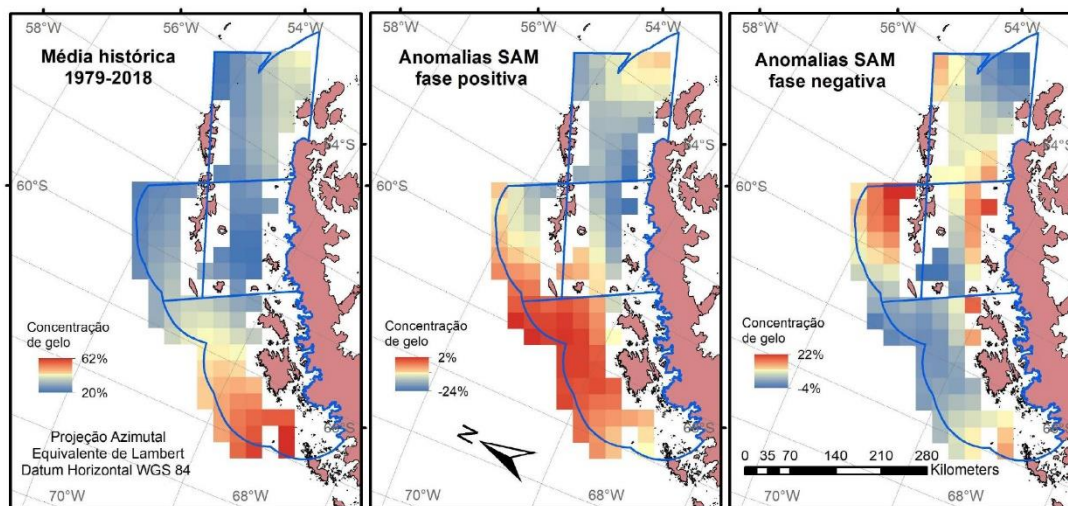 58°W
56°W
54°W
Média histórica
1979-2018
60°S
64°S
Concentração
de gelo
62%
20%
Projeção Azimutal
Equivalente de Lambert
Datum Horizontal WGS 84
70°W
68°W
58°W
56°W
54°W
Anomalias SAM
fase positiva
60°S
64°S
Concentração
de gelo
2%
-24%
N
70°W
68°W
58°W
56°W
54°W
Anomalias SAM
fase negativa
60°S
64°S
Concentração
de gelo
22%
-4%
0 35 70 140 210 280
Kilometers
70°W
68°W